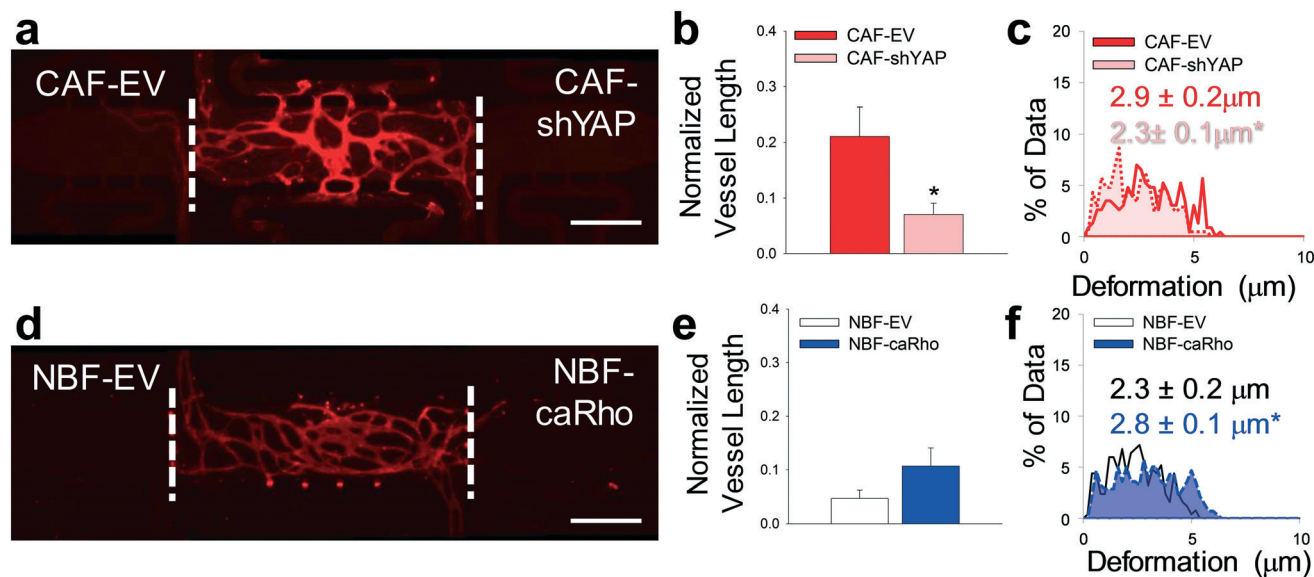 a
CAF-EV
CAF-
shYAP
b
Normalized
Vessel Length
0.4
0.3
0.2
0.1
0.0
CAF-EV
CAF-shYAP
*
c
CAF-EV
CAF-shYAP
2.9 ± 0.2μm
2.3± 0.1μm*
% of Data
20
15
10
5
0
0
5
10
Deformation (μm)
d
NBF-EV
NBF-
caRho
e
Normalized
Vessel Length
0.4
0.3
0.2
0.1
0.0
NBF-EV
NBF-caRho
f
NBF-EV
NBF-caRho
2.3 ± 0.2 μm
2.8 ± 0.1 μm*
% of Data
20
15
10
5
0
0
5
10
Deformation (μm)